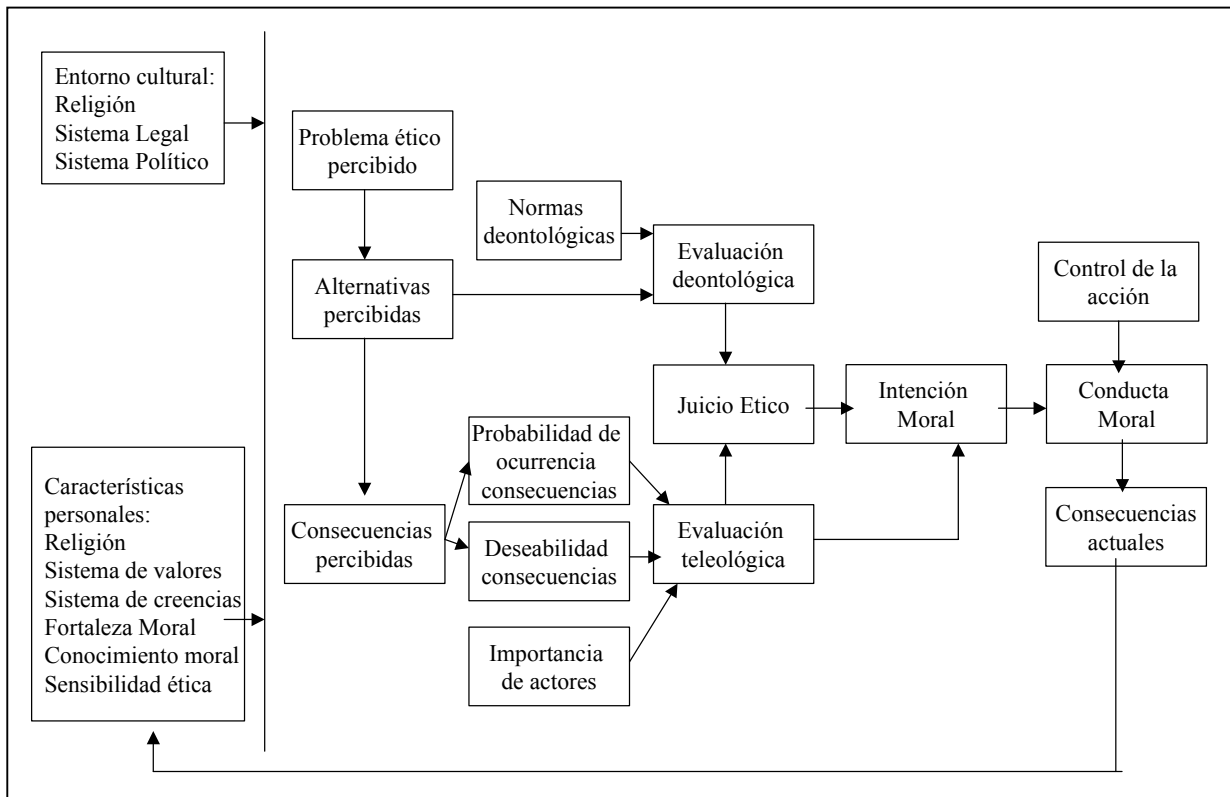 Entorno cultural:
Religión
Sistema Legal
Sistema Político
Problema ético
percibido
Normas
deontológicas
Evaluación
deontológica
Control de la
acción
Alternativas
percibidas
Juicio Etico
Intención
Moral
Conducta
Moral
Probabilidad de
ocurrencia
consecuencias
Características
personales:
Religión
Sistema de valores
Sistema de creencias
Fortaleza Moral
Conocimiento moral
Sensibilidad ética
Consecuencias
percibidas
Deseabilidad
consecuencias
Evaluación
teleológica
Consecuencias
actuales
Importancia
de actores